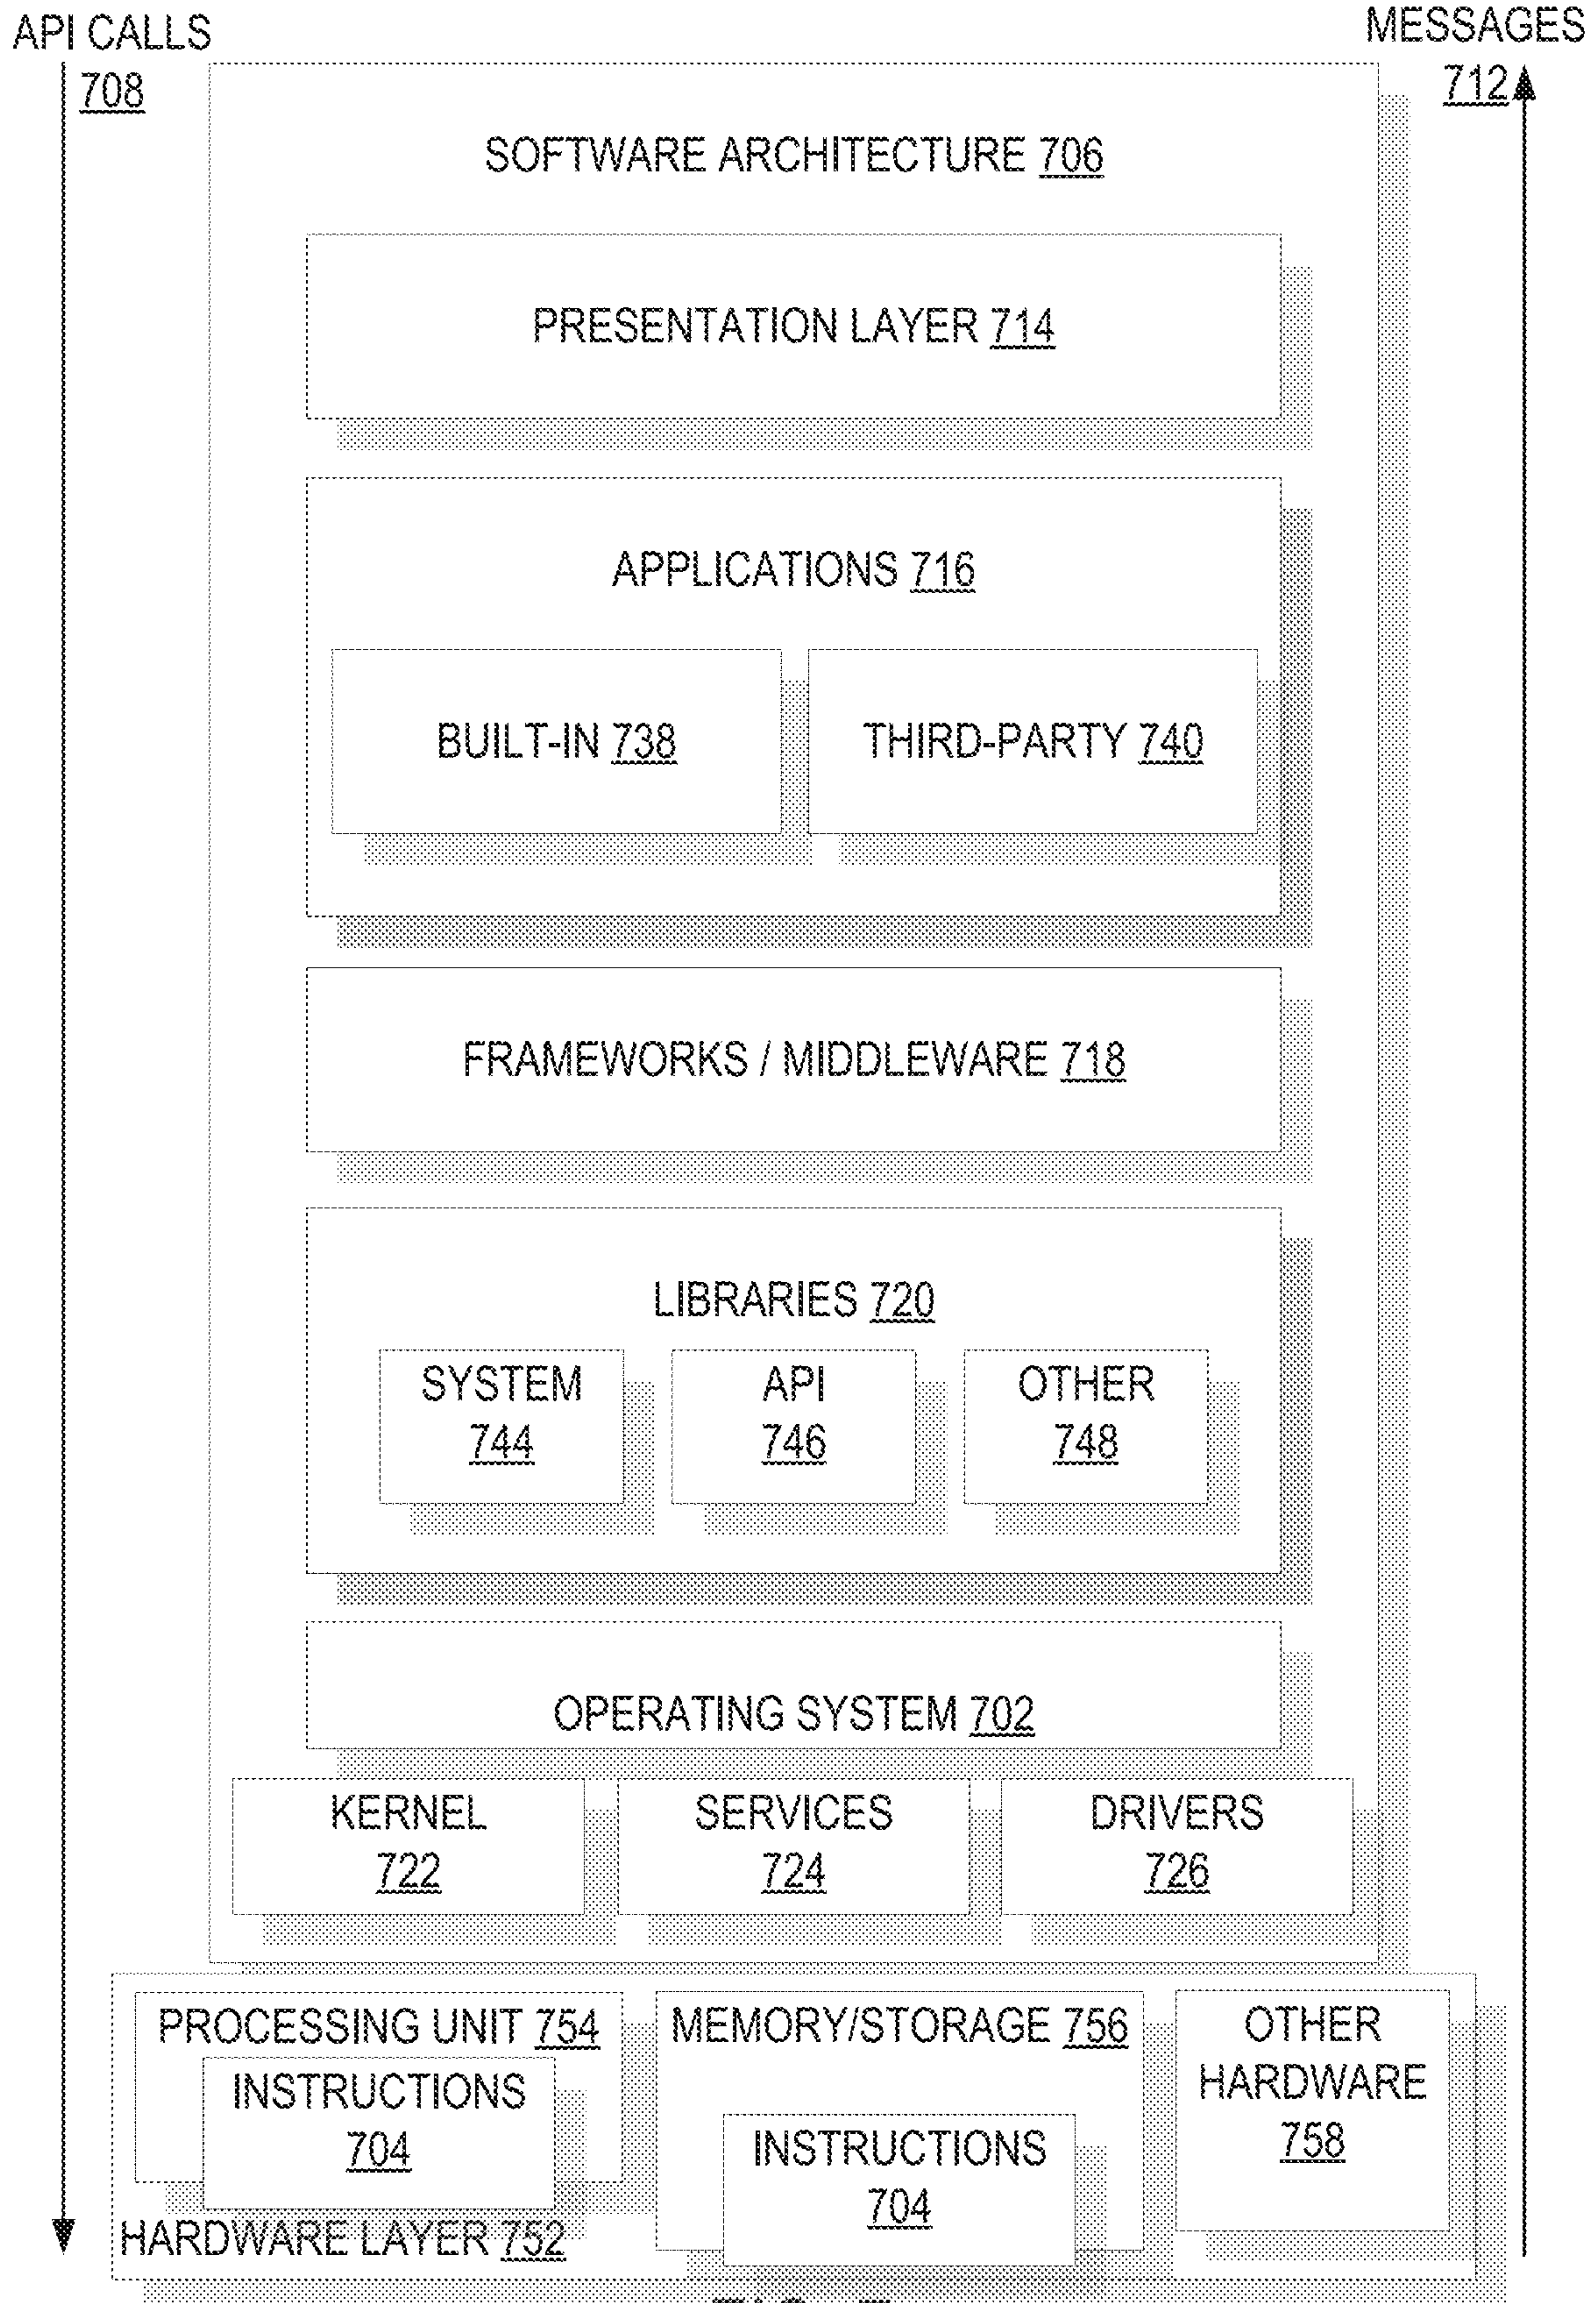 API CALLS
708
MESSAGES
712
SOFTWARE ARCHITECTURE 706
PRESENTATION LAYER 714
APPLICATIONS 716
BUILT-IN 738
THIRD-PARTY 740
FRAMEWORKS / MIDDLEWARE 718
LIBRARIES 720
SYSTEM
744
API
746
OTHER
748
OPERATING SYSTEM 702
KERNEL
722
SERVICES
724
DRIVERS
726
PROCESSING UNIT 754
INSTRUCTIONS
704
MEMORY/STORAGE 756
INSTRUCTIONS
704
OTHER
HARDWARE
758
HARDWARE LAYER 752